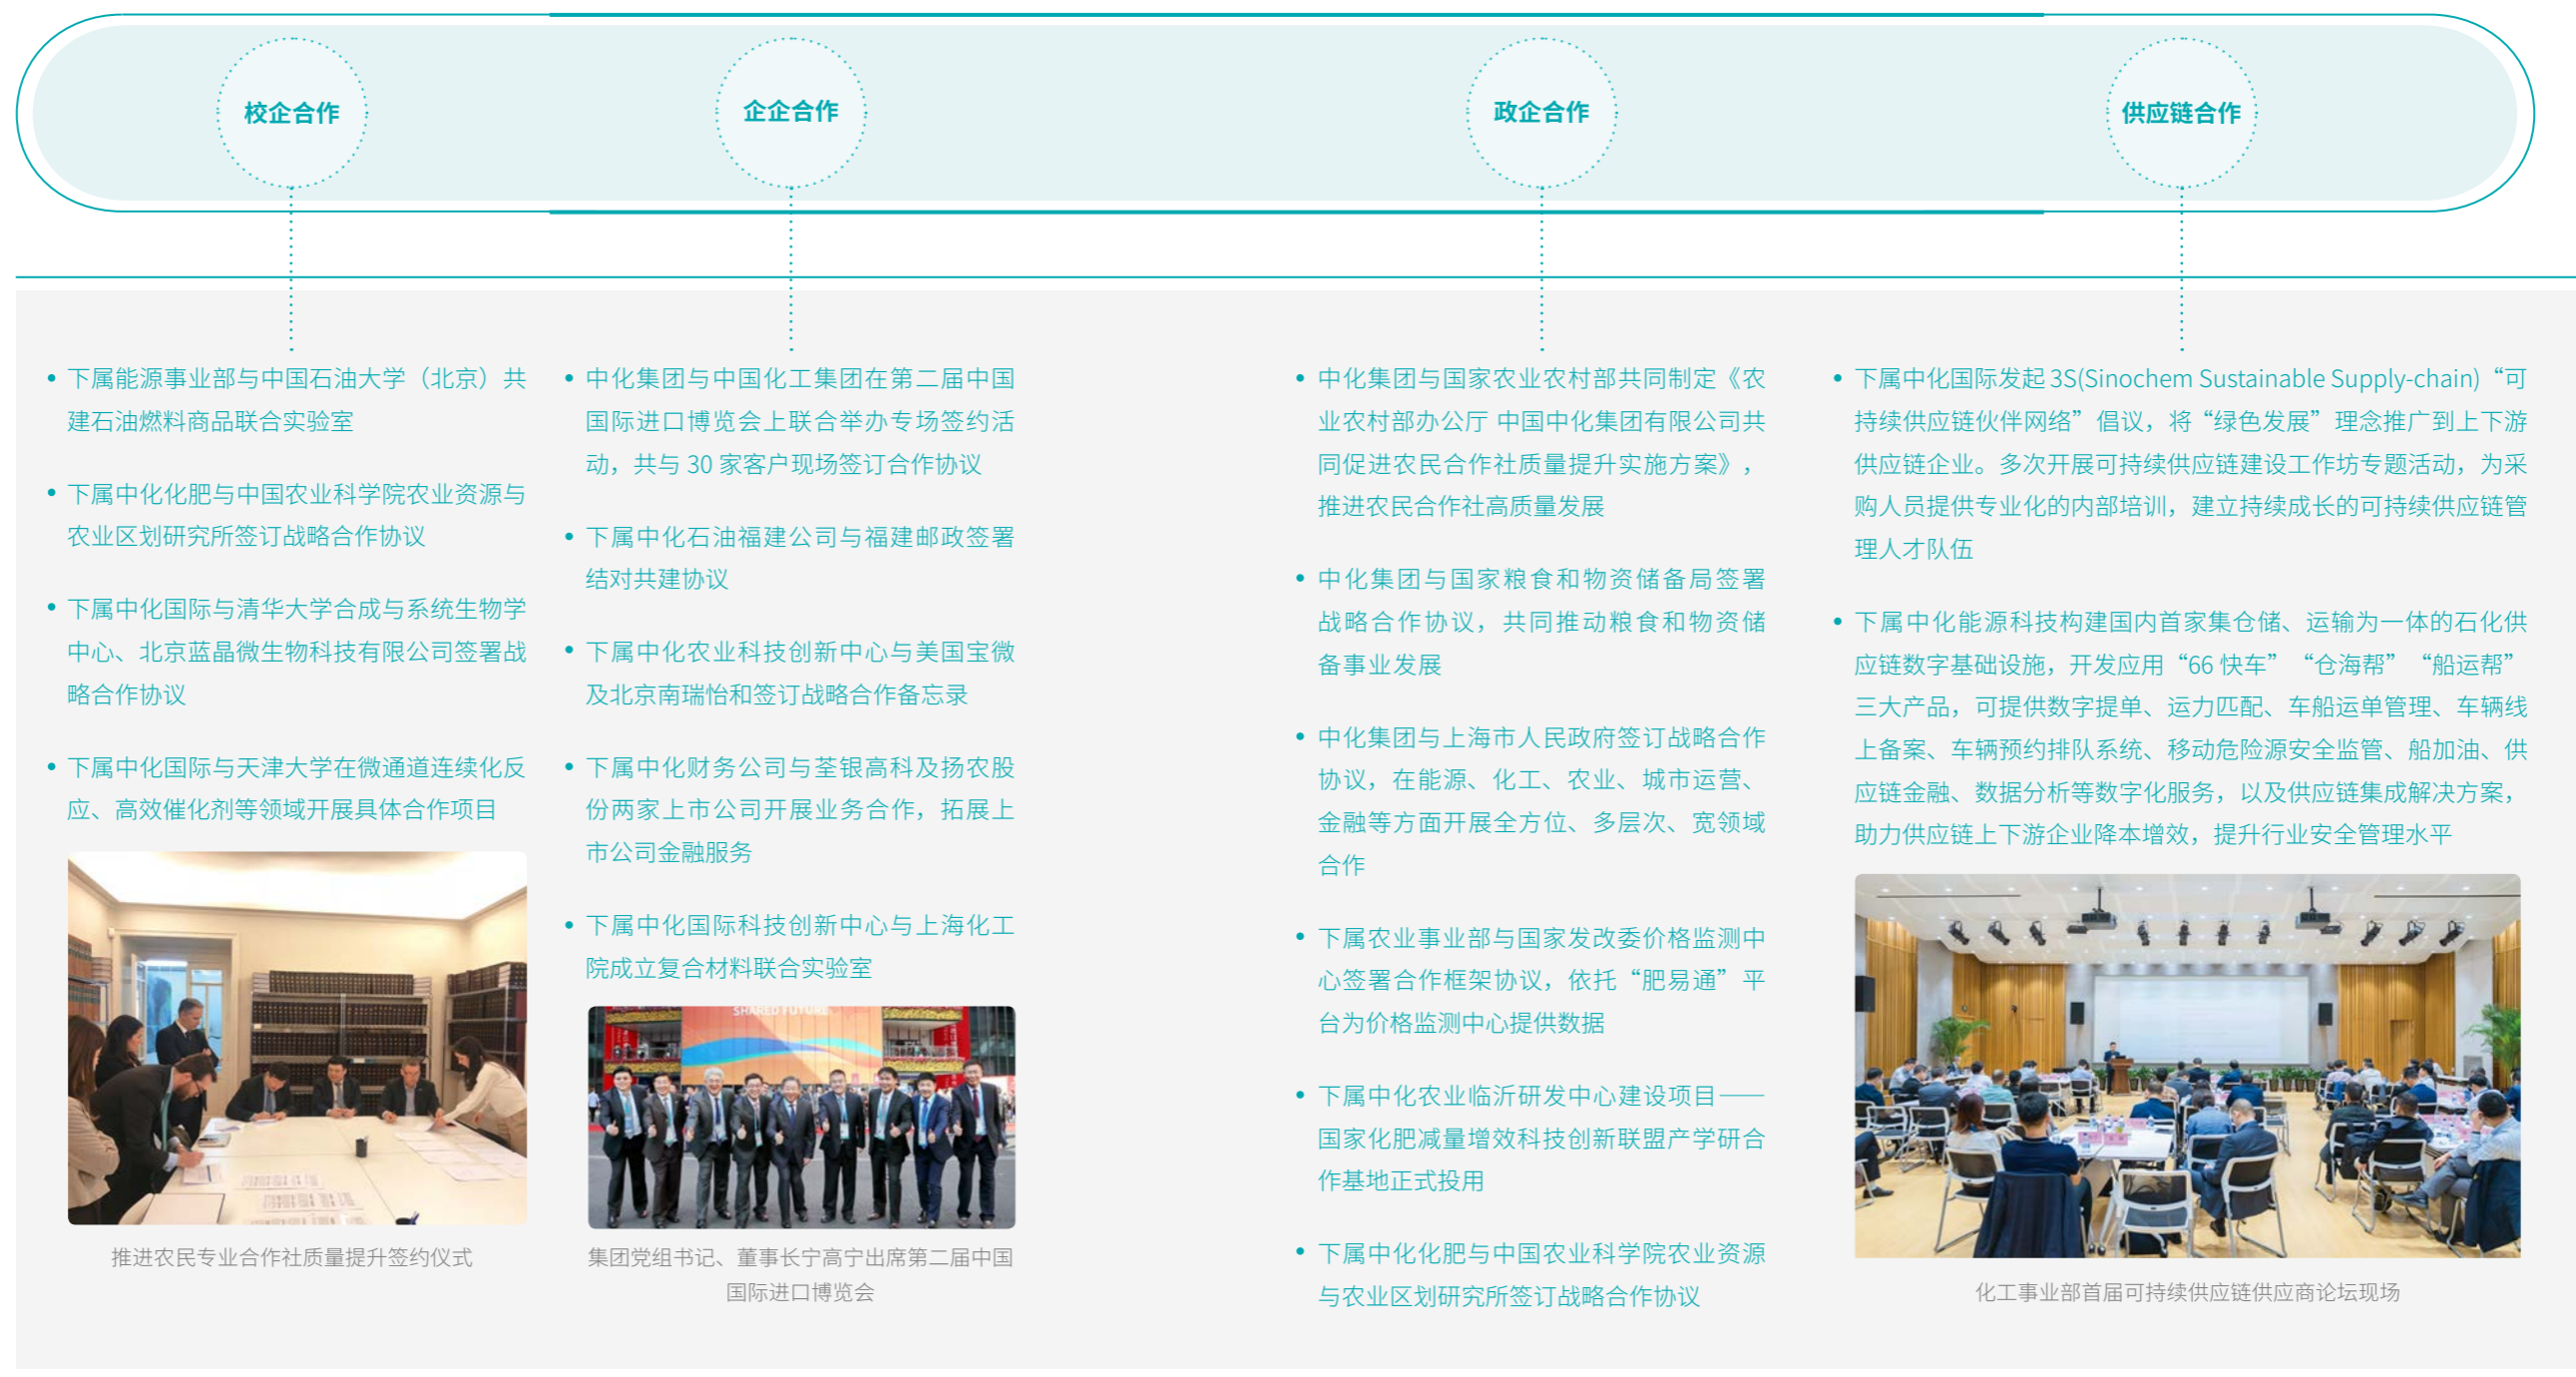 校企合作
企企合作
政企合作
供应链合作
• 下属能源事业部与中国石油大学（北京）共
建石油燃料商品联合实验室
• 下属中化化肥与中国农业科学院农业资源与
农业区划研究所签订战略合作协议
• 下属中化国际与清华大学合成与系统生物学
中心、北京蓝晶微生物科技有限公司签署战
略合作协议
• 下属中化国际与天津大学在微通道连续化反
应、高效催化剂等领域开展具体合作项目
推进农民专业合作社质量提升签约仪式
• 中化集团与中国化工集团在第二届中国
国际进口博览会上联合举办专场签约活
动，共与 30 家客户现场签订合作协议
• 下属中化石油福建公司与福建邮政签署
结对共建协议
• 下属中化农业科技创新中心与美国宝微
及北京南瑞怡和签订战略合作备忘录
• 下属中化财务公司与荃银高科及扬农股
份两家上市公司开展业务合作，拓展上
市公司金融服务
• 下属中化国际科技创新中心与上海化工
院成立复合材料联合实验室
SHARED FUTURE
集团党组书记、董事长宁高宁出席第二届中国
国际进口博览会
• 中化集团与国家农业农村部共同制定《农
业农村部办公厅 中国中化集团有限公司共
同促进农民合作社质量提升实施方案》，
推进农民合作社高质量发展
• 中化集团与国家粮食和物资储备局签署
战略合作协议，共同推动粮食和物资储
备事业发展
• 中化集团与上海市人民政府签订战略合作
协议，在能源、化工、农业、城市运营、
金融等方面开展全方位、多层次、宽领域
合作
• 下属农业事业部与国家发改委价格监测中
心签署合作框架协议，依托“肥易通”平
台为价格监测中心提供数据
• 下属中化农业临沂研发中心建设项目——
国家化肥减量增效科技创新联盟产学研合
作基地正式投用
• 下属中化化肥与中国农业科学院农业资源
与农业区划研究所签订战略合作协议
• 下属中化国际发起 3S(Sinochem Sustainable Supply-chain)“可
持续供应链伙伴网络”倡议，将“绿色发展”理念推广到上下游
供应链企业。多次开展可持续供应链建设工作坊专题活动，为采
购人员提供专业化的内部培训，建立持续成长的可持续供应链管
理人才队伍
• 下属中化能源科技构建国内首家集仓储、运输为一体的石化供
应链数字基础设施，开发应用“66 快车”“仓海帮”“船运帮”
三大产品，可提供数字提单、运力匹配、车船运单管理、车辆线
上备案、车辆预约排队系统、移动危险源安全监管、船加油、供
应链金融、数据分析等数字化服务，以及供应链集成解决方案，
助力供应链上下游企业降本增效，提升行业安全管理水平
化工事业部首届可持续供应链供应商论坛现场